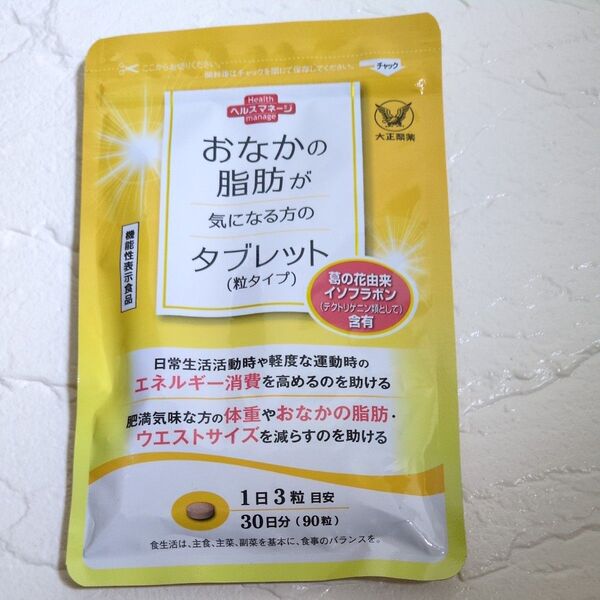 ここからお切りください。
開封後はチャックを閉じて保存してください。
チャック
Health
ヘルスマネージ
manage
大正製薬
おなかの
脂肪が
気になる方の
タブレット
(粒タイプ)
機能性表示食品
葛の花由来
イソフラボン
(テクトリゲニン類として)
含有
日常生活活動時や軽度な運動時の
エネルギー消費を高めるのを助ける
肥満気味な方の体重やおなかの脂肪・
ウエストサイズを減らすのを助ける
1日3粒 目安
30日分(90粒)
食生活は、主食、主菜、副菜を基本に、食事のバランスを。